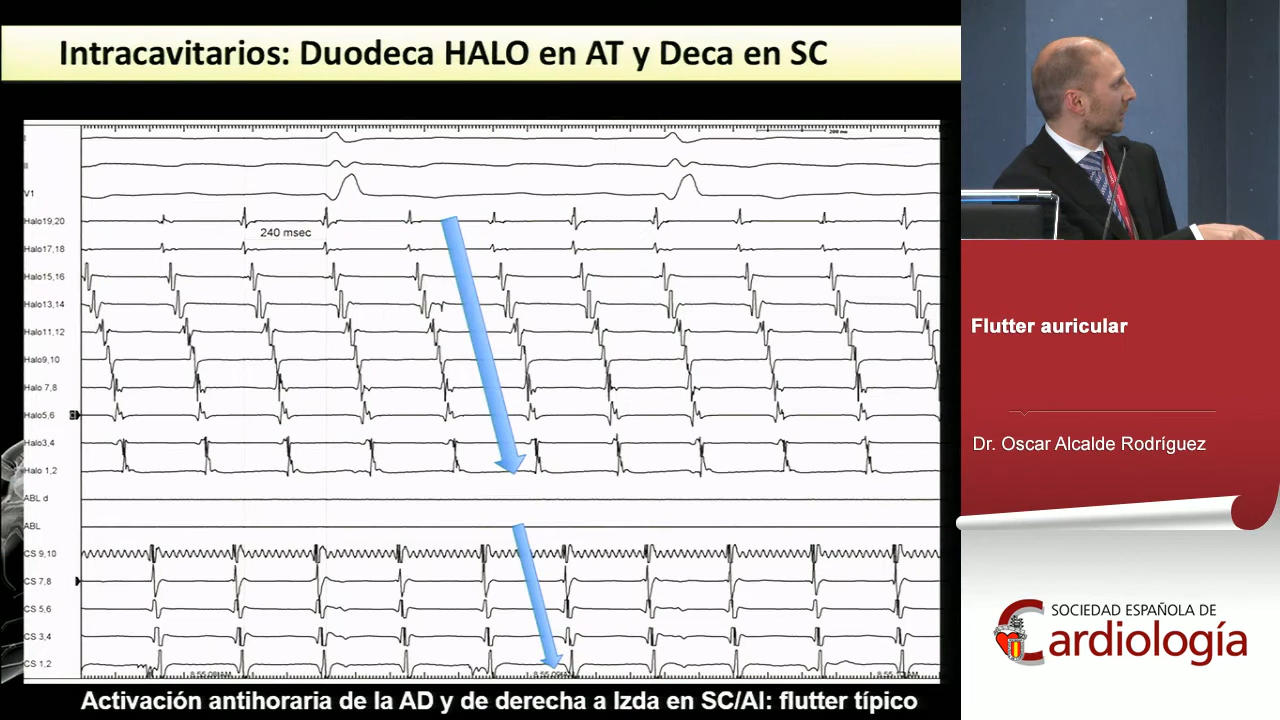 Intracavitarios: Duodeca HALO en AT y Deca en SC
200 ms
I
II
V1
Halo19,20
240 msec
Halo17,18
Halo15,16
Halo13,14
Halo11,12
Halo9,10
Halo 7,8
Halo5,6
Halo3,4
Halo 1,2
ABL d
ABL
CS 9,10
CS 7,8
CS 5,6
CS 3,4
CS 1,2
Activación antihoraria de la AD y de derecha a Izda en SC/AI: flutter típico
Flutter auricular
Dr. Oscar Alcalde Rodríguez
SOCIEDAD ESPAÑOLA DE
Cardiología